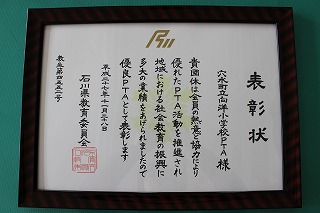 表彰状
穴水町立向洋小学校PTA様
貴団体は会員の熱意と協力により
優れたPTA活動を推進され
地域における社会教育の振興に
多大の業績をあげられましたので
優良PTAとして表彰します
平成二十七年十一月二十八日
石川県教育委員会
教生第四五五二号